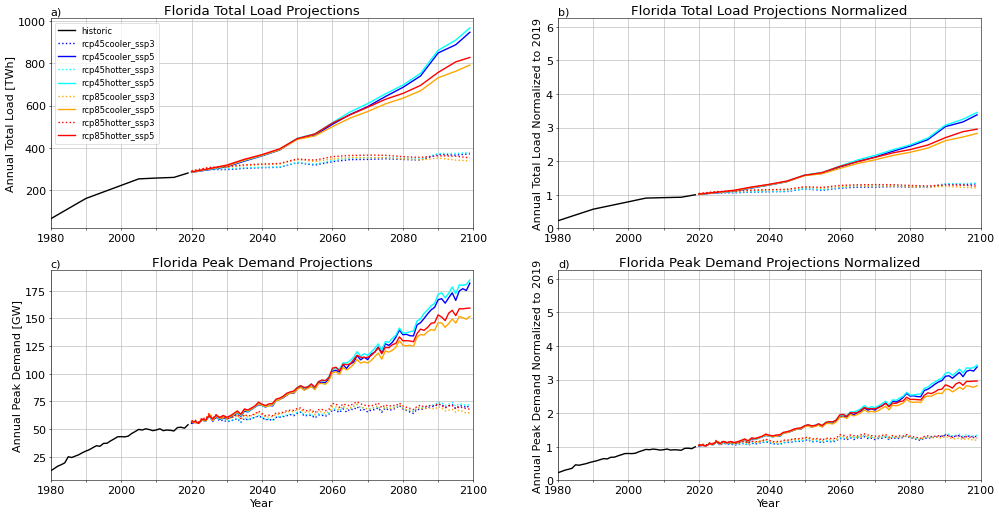 a) Florida Total Load Projections
Annual Total Load [TWh]
1000
800
600
400
200
1980 2000 2020 2040 2060 2080 2100
historic
rcp45cooler_ssp3
rcp45cooler_ssp5
rcp45hotter_ssp3
rcp45hotter_ssp5
rcp85cooler_ssp3
rcp85cooler_ssp5
rcp85hotter_ssp3
rcp85hotter_ssp5
b) Florida Total Load Projections Normalized
Annual Total Load Normalized to 2019
6
5
4
3
2
1
0
1980 2000 2020 2040 2060 2080 2100
c) Florida Peak Demand Projections
Annual Peak Demand [GW]
175
150
125
100
75
50
25
1980 2000 2020 2040 2060 2080 2100
Year
d) Florida Peak Demand Projections Normalized
Annual Peak Demand Normalized to 2019
6
5
4
3
2
1
0
1980 2000 2020 2040 2060 2080 2100
Year